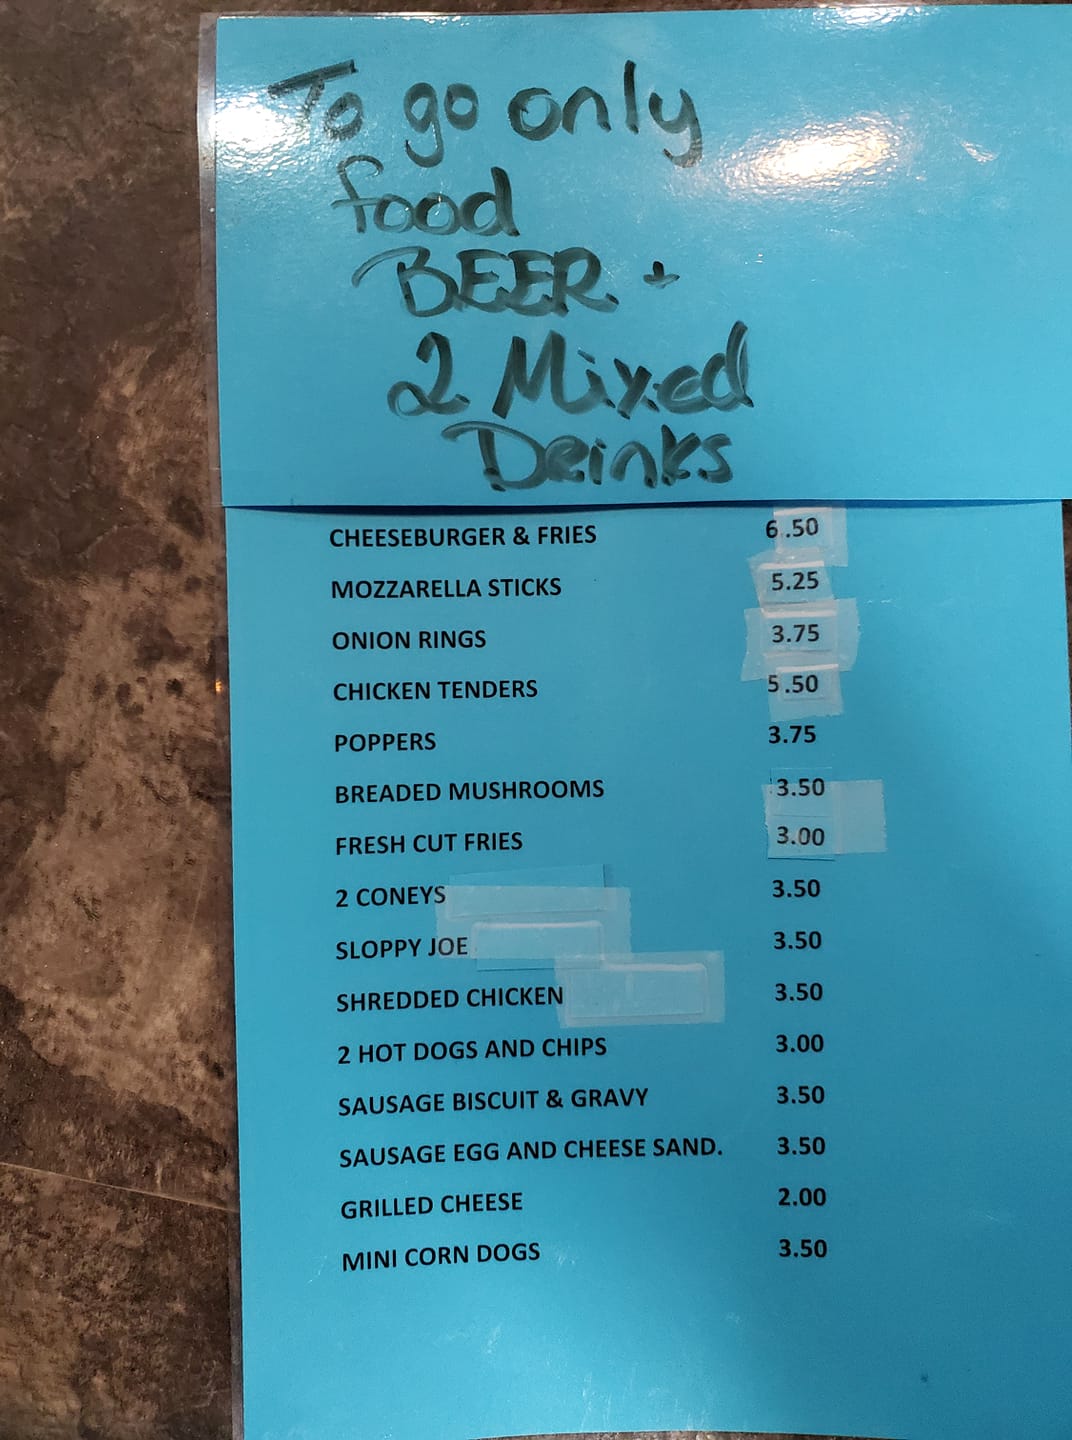 To go only
food
BEER +
2 Mixed
Drinks
CHEESEBURGER & FRIES 6.50
MOZZARELLA STICKS 5.25
ONION RINGS 3.75
CHICKEN TENDERS 5.50
POPPERS 3.75
BREADED MUSHROOMS 3.50
FRESH CUT FRIES 3.00
2 CONEYS 3.50
SLOPPY JOE 3.50
SHREDDED CHICKEN 3.50
2 HOT DOGS AND CHIPS 3.00
SAUSAGE BISCUIT & GRAVY 3.50
SAUSAGE EGG AND CHEESE SAND. 3.50
GRILLED CHEESE 2.00
MINI CORN DOGS 3.50